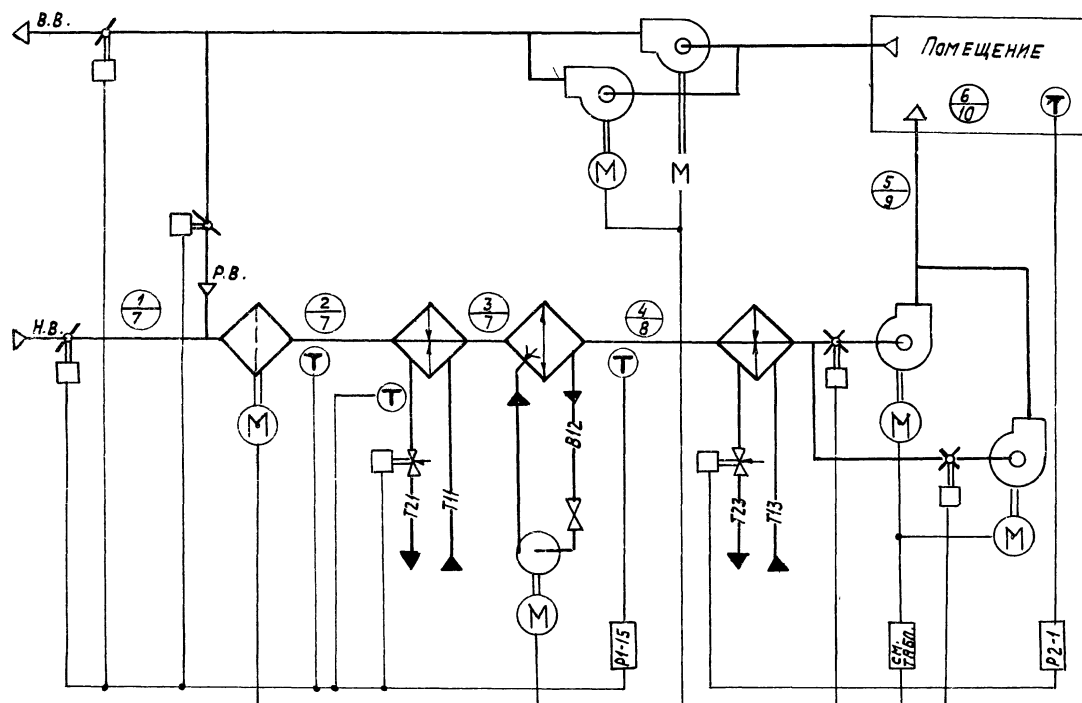 В.В.
ПОМЕЩЕНИЕ
6
10
Т
М
М
5
9
Р.В.
Н.В.
1
7
2
7
3
7
4
8
Т
Т
Т
М
М
Т21
Т11
В12
Т23
Т13
М
М
Р1-15
СМ. ТАБЛ.
Р2-1